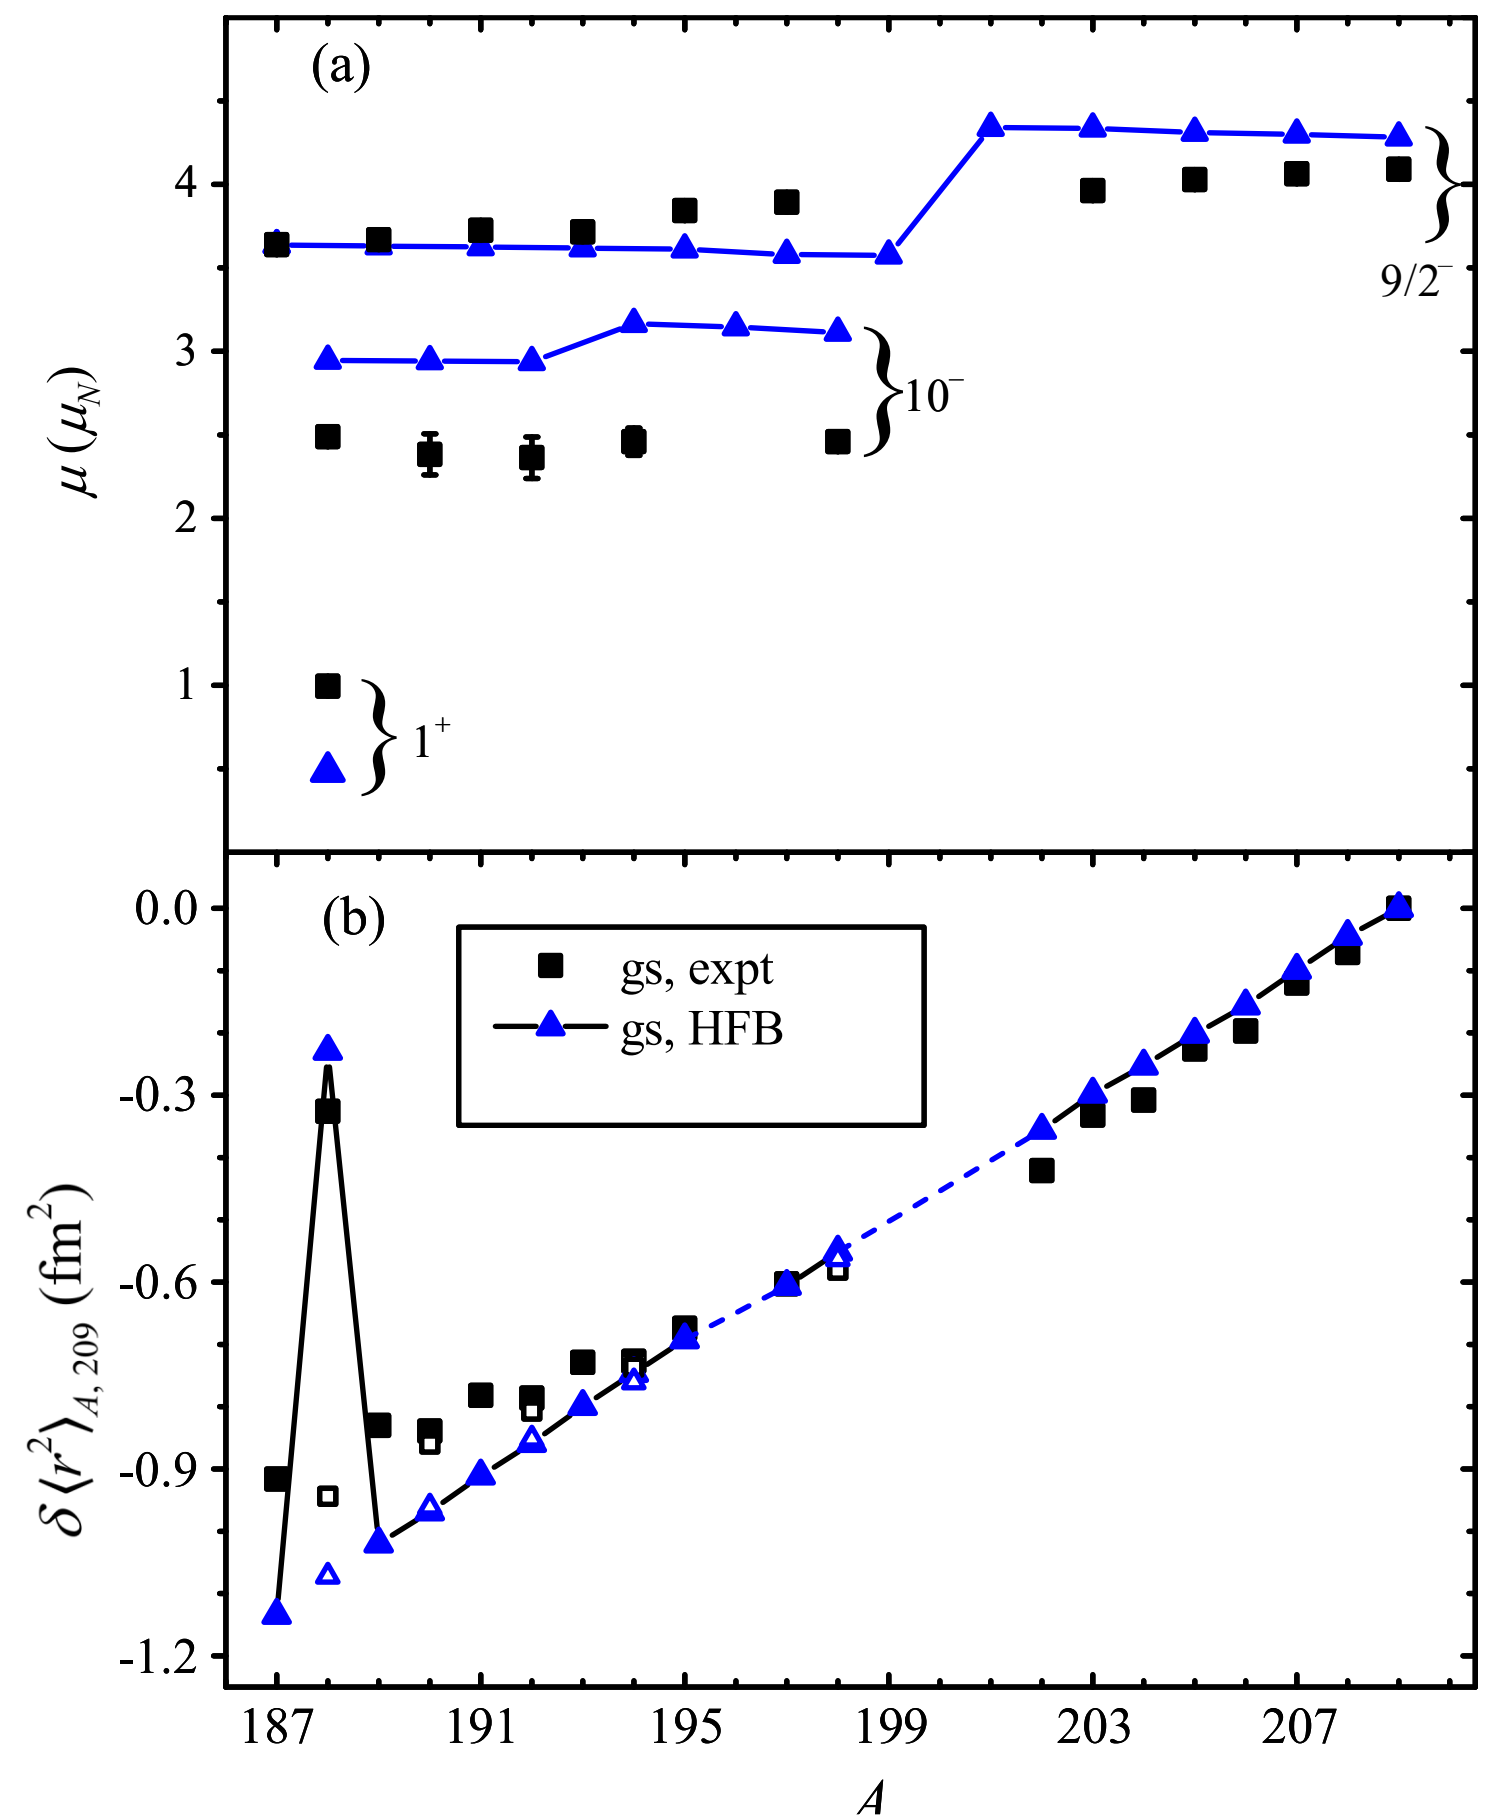 (a)
4
3
2
1
μ (μN)
9/2⁻
10⁻
1⁺
(b)
gs, expt
gs, HFB
0.0
-0.3
-0.6
-0.9
-1.2
δ⟨r²⟩A, 209 (fm²)
187 191 195 199 203 207
A